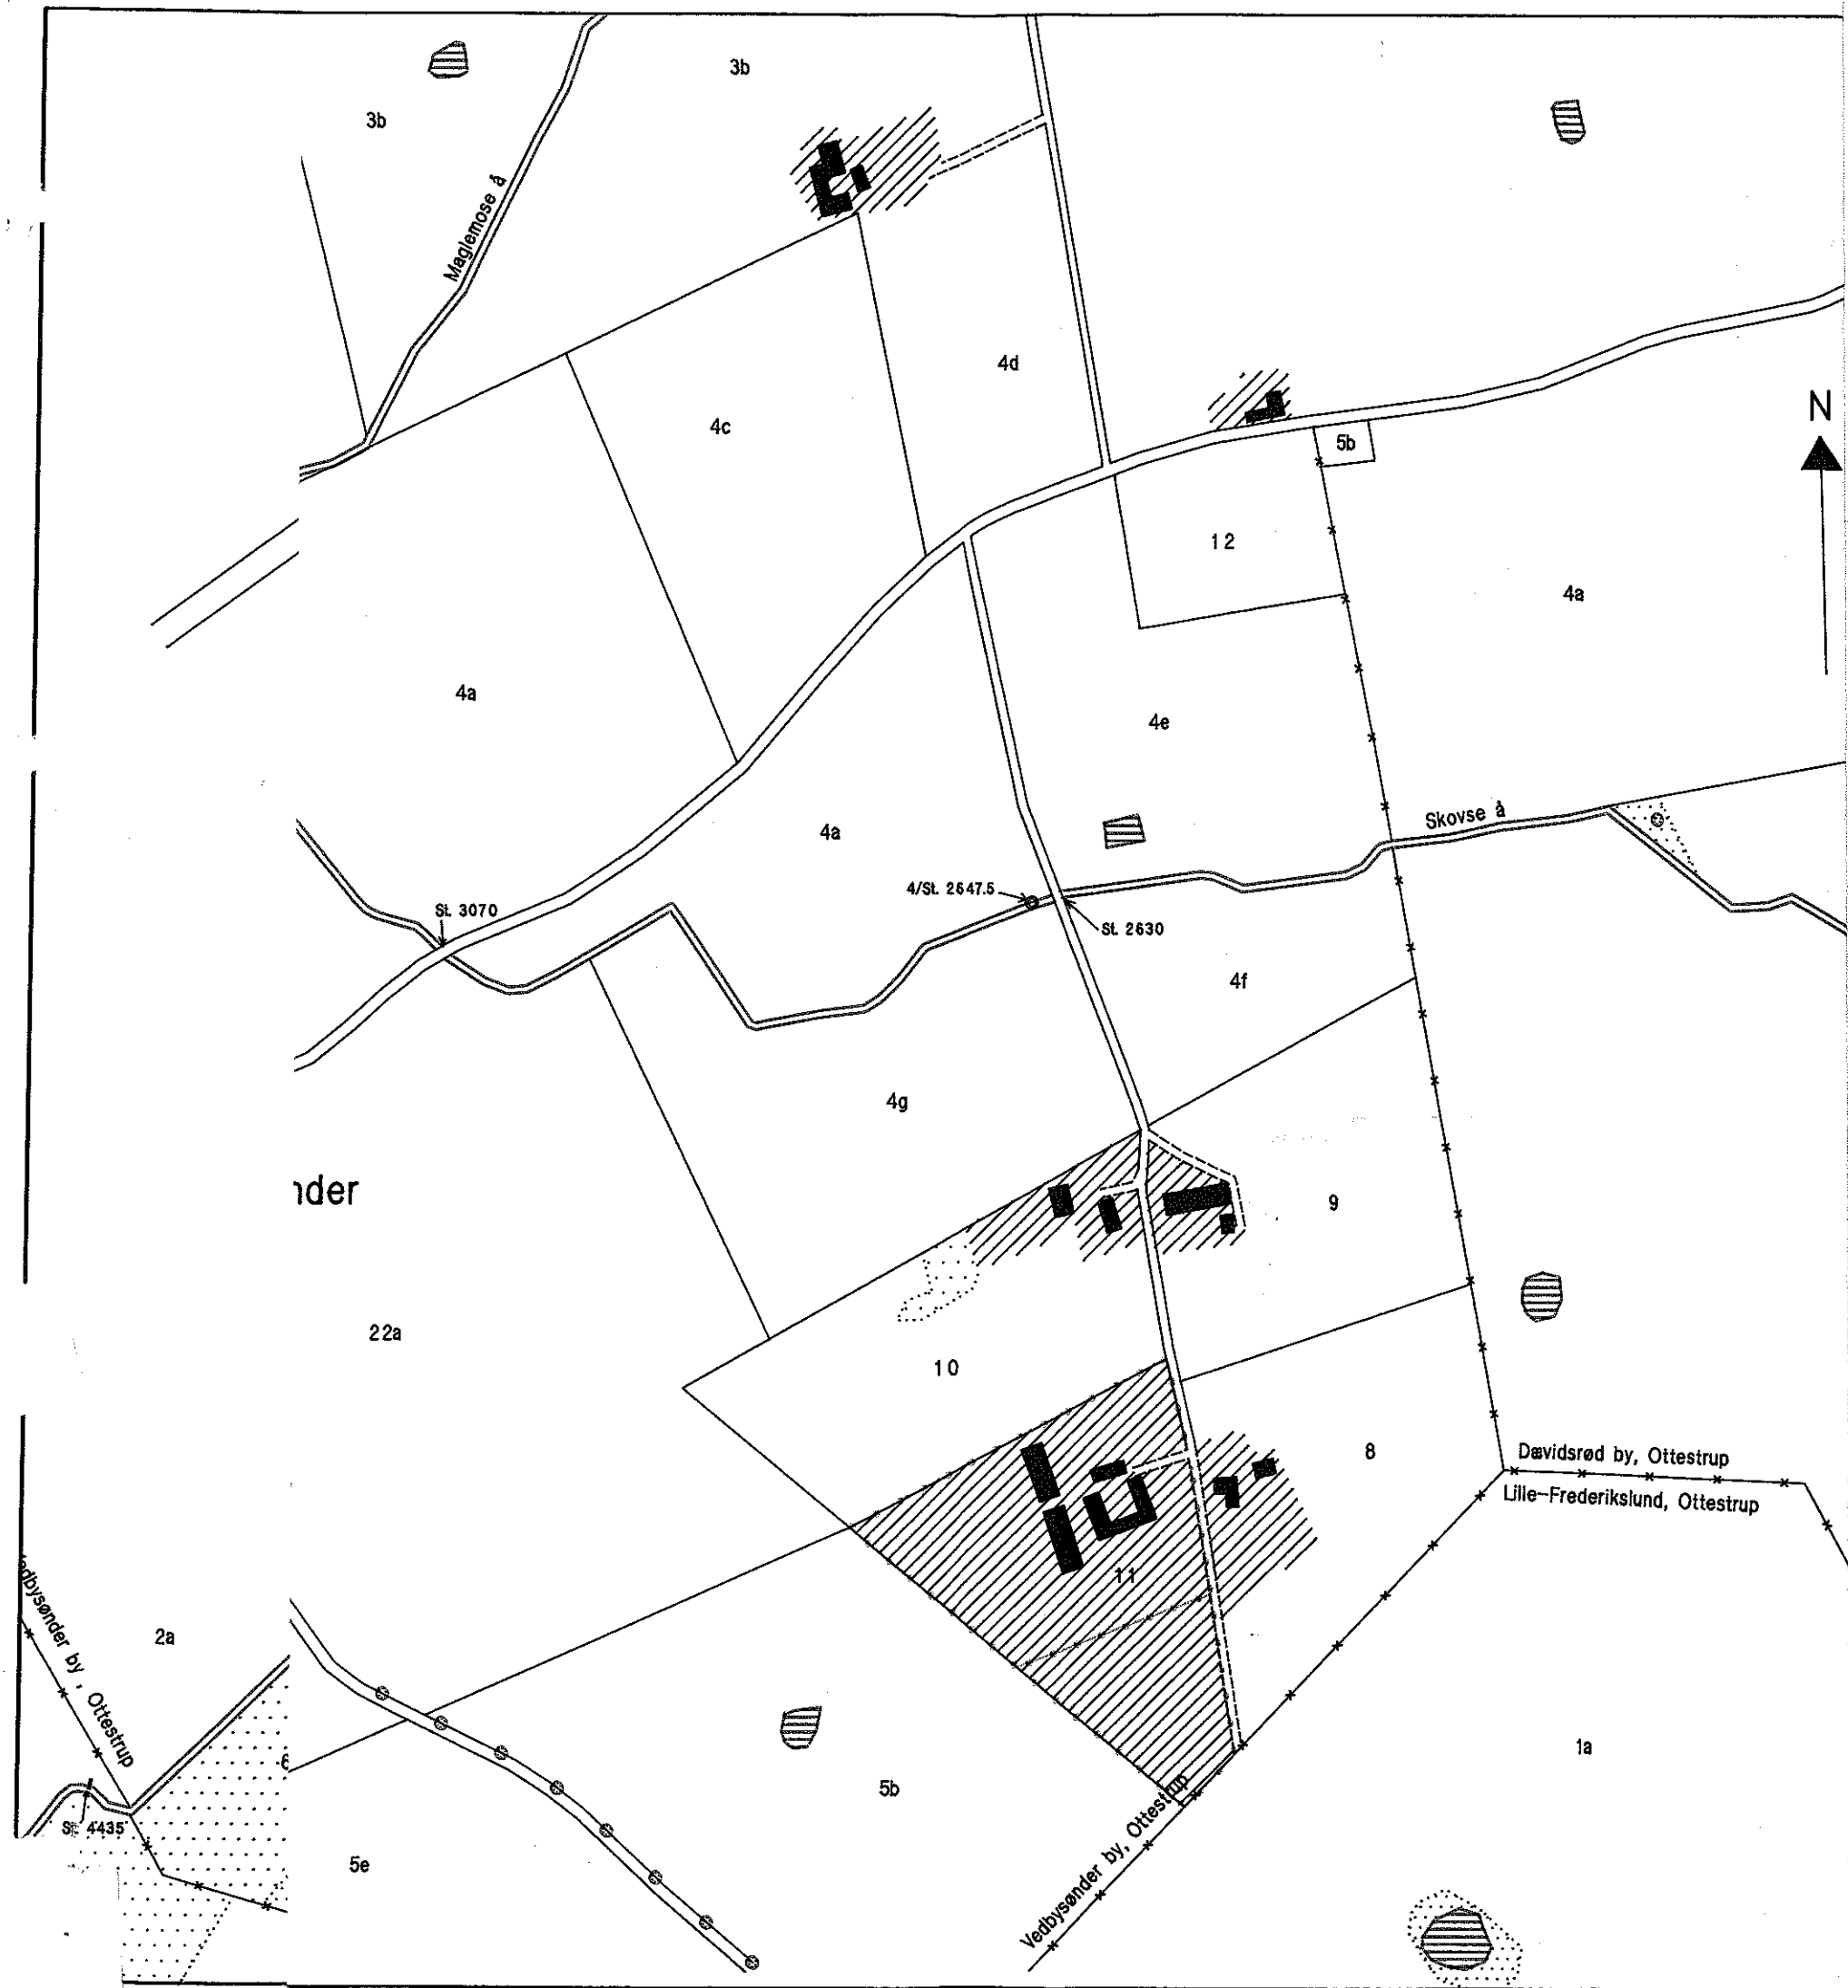 3b
3b
Maglemose å
4d
N
4c
5b
12
4a
4a
4e
Skovse å
4a
4/St. 2647.5
St. 3070
St. 2630
4f
4g
nder
9
22a
10
8
Dævidsrød by, Ottestrup
Lille-Frederikslund, Ottestrup
11
2a
edbysønder by, Ottestrup
1a
6
5b
St. 4435
5e
Vedbysønder by, Ottestrup